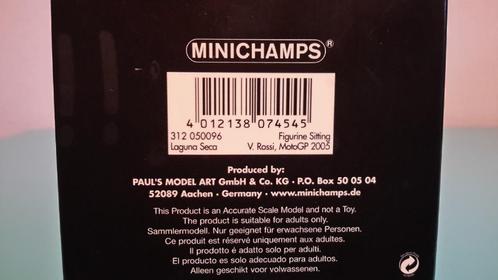 MINICHAMPS®
4 012138 074545
312 050096 Figurine Sitting
Laguna Seca V. Rossi, MotoGP 2005
Produced by:
PAUL'S MODEL ART GmbH & Co. KG · P.O. Box 50 05 04
52089 Aachen · www.minichamps.de
This Product is an Accurate Scale Model and not a Toy.
The product is suitable for adults only.
Sammlermodell. Nur geeignet für erwachsene Personen.
Ce produit est réservé uniquement aux adultes.
Il prodotto é adatto solo per adulti.
El producto es solo adecuado para adultos.
Alleen geschikt voor volwassenen.